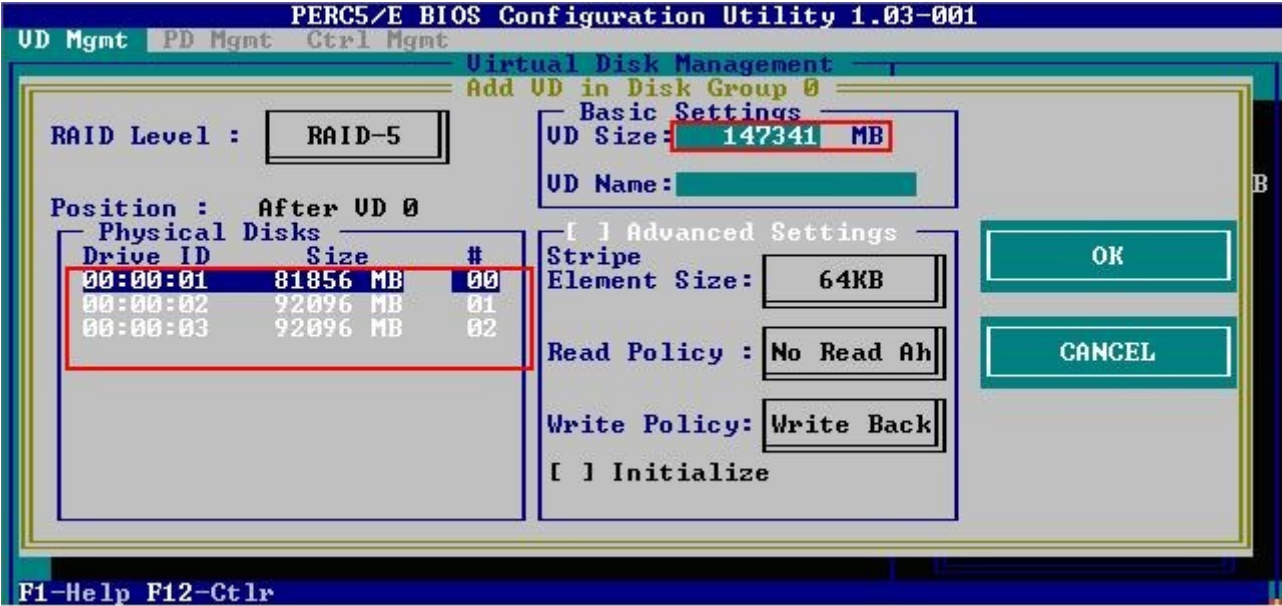 PERC5/E BIOS Configuration Utility 1.03-001
VD Mgmt PD Mgmt Ctrl Mgmt
Virtual Disk Management
Add VD in Disk Group 0
RAID Level : RAID-5
Position : After VD 0
Physical Disks
Drive ID Size #
00:00:01 81856 MB 00
00:00:02 92096 MB 01
00:00:03 92096 MB 02
Basic Settings
VD Size: 147341 MB
VD Name:
[ ] Advanced Settings
Stripe
Element Size: 64KB
Read Policy : No Read Ah
Write Policy: Write Back
[ ] Initialize
OK
CANCEL
B
F1-Help F12-Ctlr